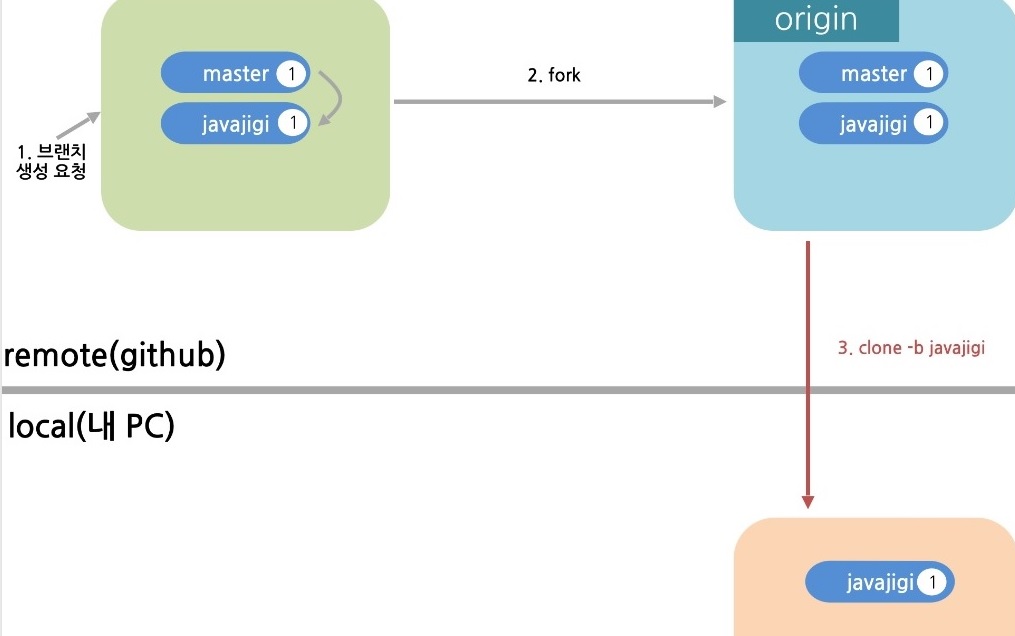 origin
master 1
javajigi 1
2. fork
master 1
javajigi 1
1. 브랜치
생성 요청
remote(github)
3. clone -b javajigi
local(내 PC)
javajigi 1